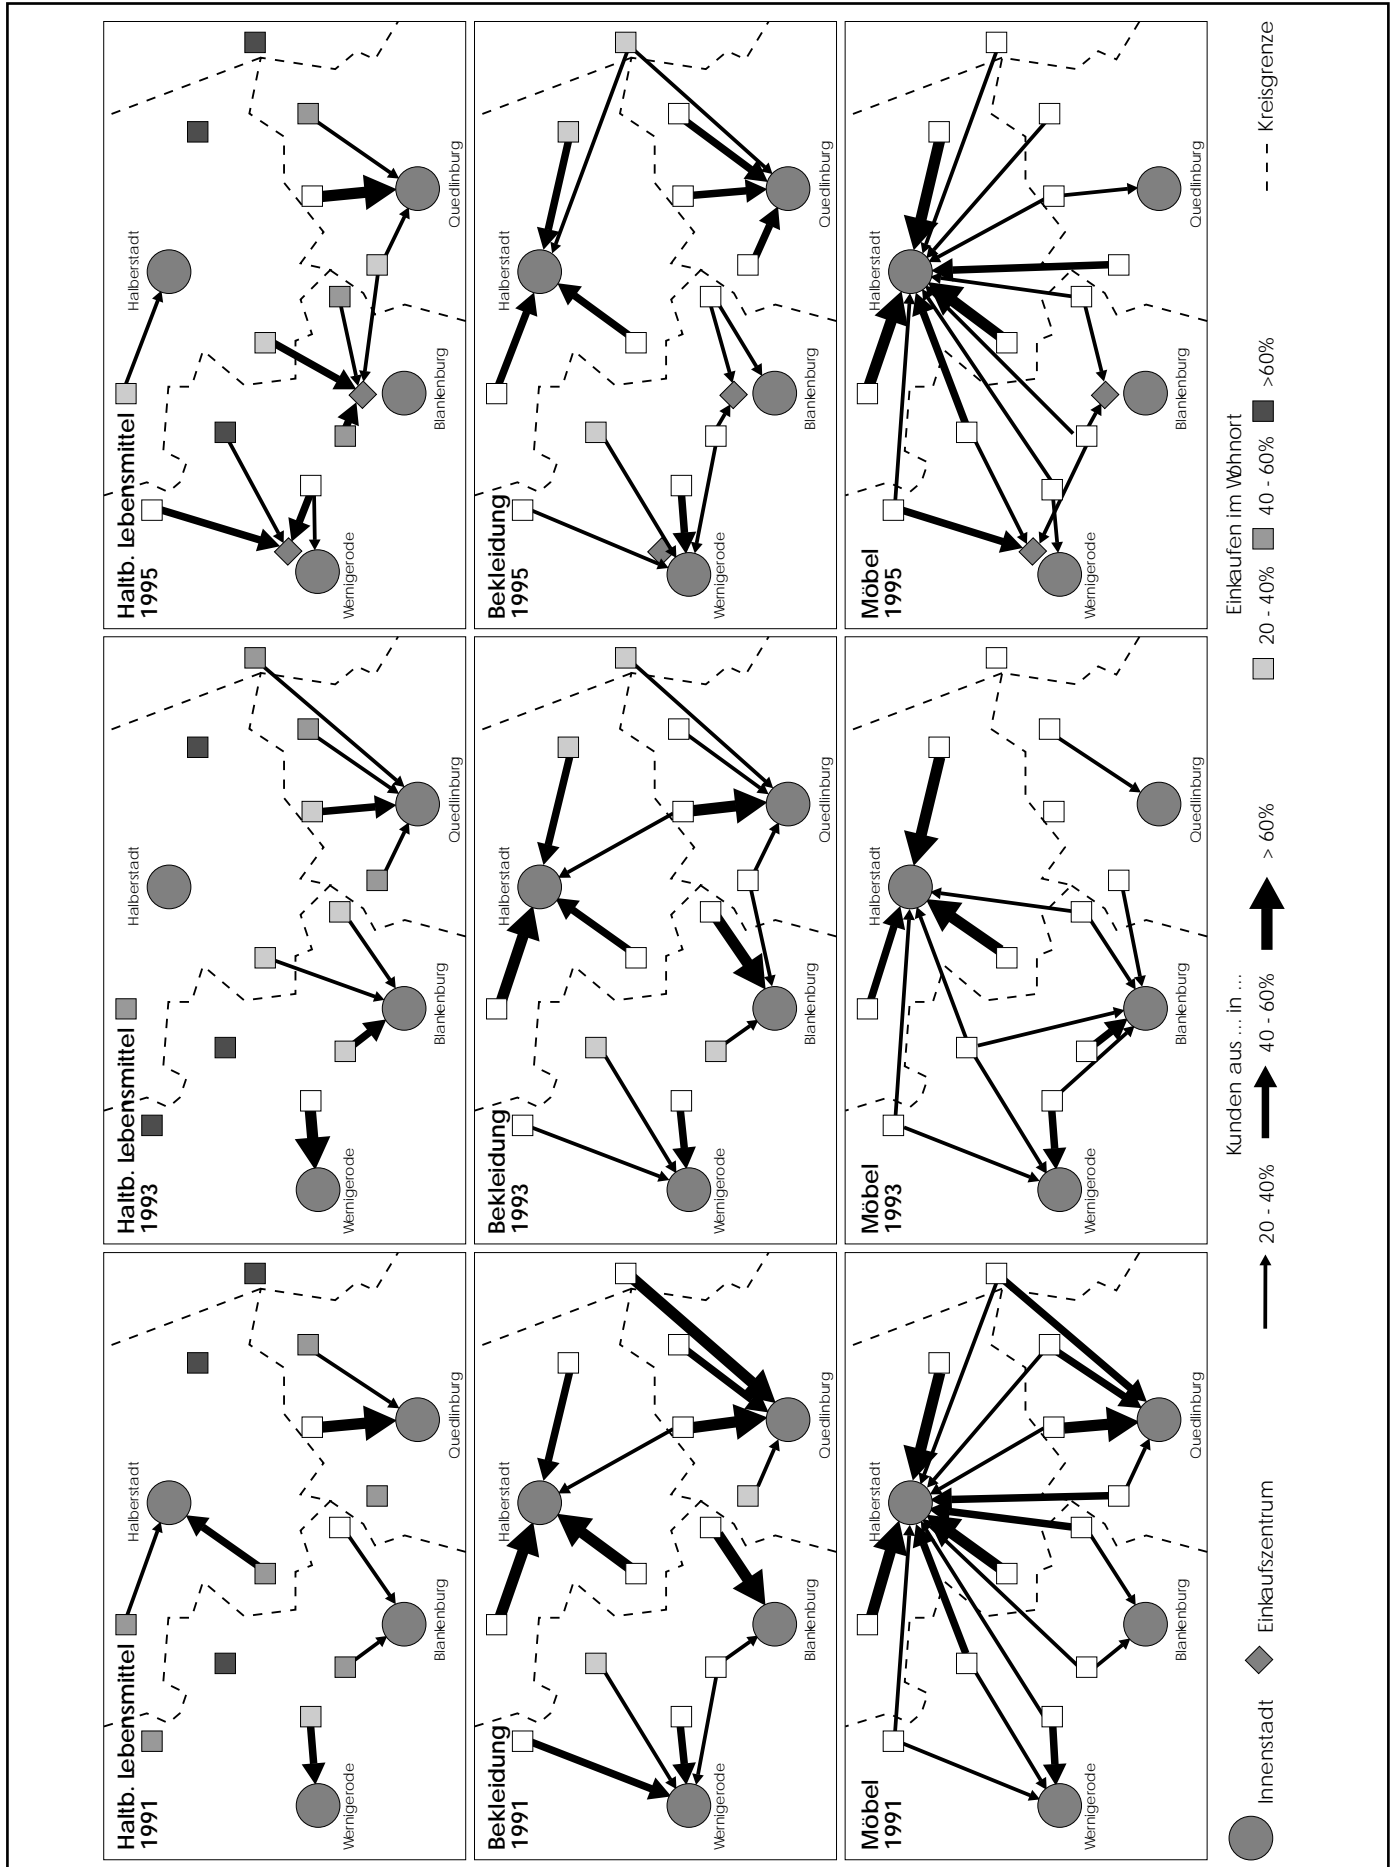 Haltb. Lebensmittel
1991
Halberstadt
Wernigerode
Blankenburg
Quedlinburg
Haltb. Lebensmittel
1993
Halberstadt
Wernigerode
Blankenburg
Quedlinburg
Haltb. Lebensmittel
1995
Halberstadt
Wernigerode
Blankenburg
Quedlinburg
Bekleidung
1991
Halberstadt
Wernigerode
Blankenburg
Quedlinburg
Bekleidung
1993
Halberstadt
Wernigerode
Blankenburg
Quedlinburg
Bekleidung
1995
Halberstadt
Wernigerode
Blankenburg
Quedlinburg
Möbel
1991
Halberstadt
Wernigerode
Blankenburg
Quedlinburg
Möbel
1993
Halberstadt
Wernigerode
Blankenburg
Quedlinburg
Möbel
1995
Halberstadt
Wernigerode
Blankenburg
Quedlinburg
Innenstadt
Einkaufszentrum
Kunden aus ... in ...
20 - 40% 40 - 60% > 60%
Einkaufen im Wohnort
20 - 40% 40 - 60% >60%
Kreisgrenze